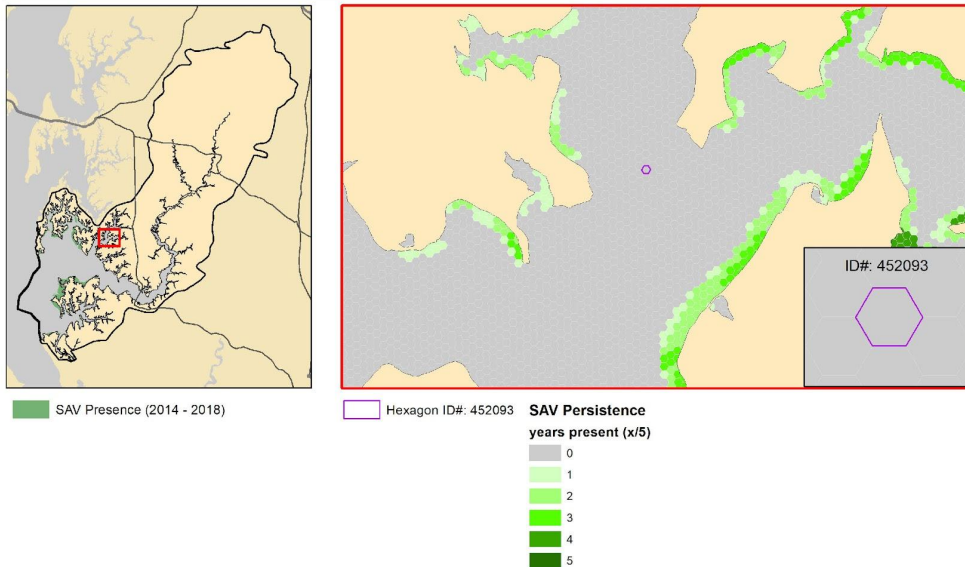 ID#: 452093
SAV Presence (2014 - 2018)
Hexagon ID#: 452093
SAV Persistence
years present (x/5)
0
1
2
3
4
5